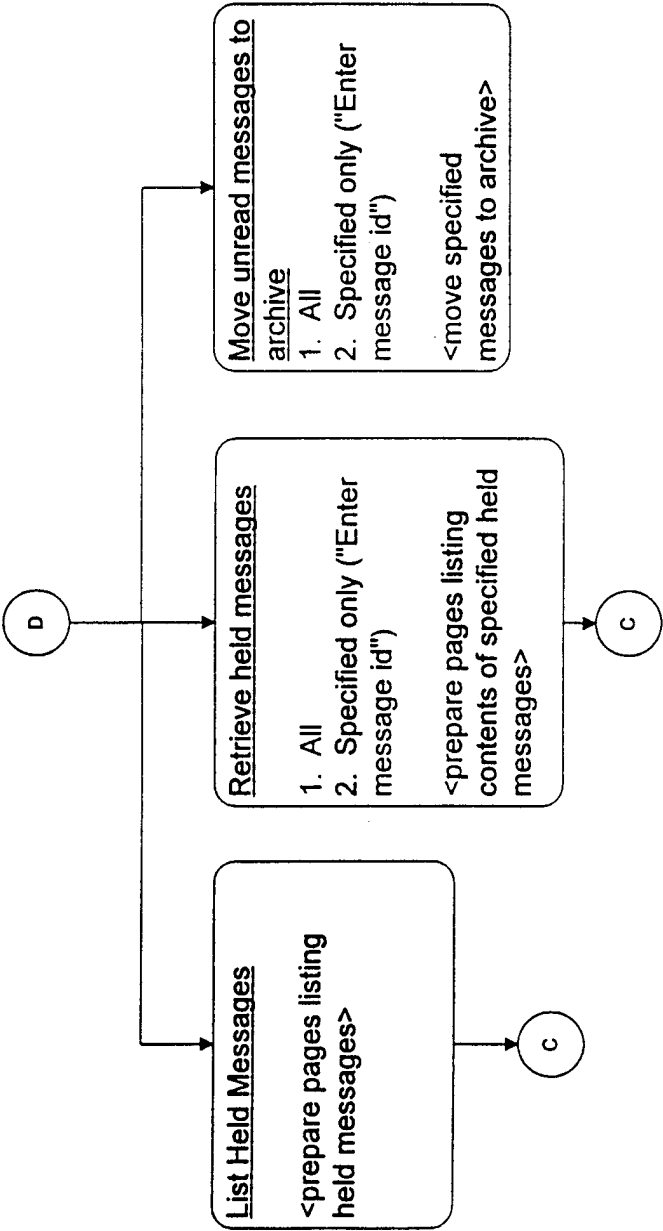 D
List Held Messages
<prepare pages listing
held messages>
C
Retrieve held messages
1. All
2. Specified only ("Enter
message id")
<prepare pages listing
contents of specified held
messages>
C
Move unread messages to
archive
1. All
2. Specified only ("Enter
message id")
<move specified
messages to archive>